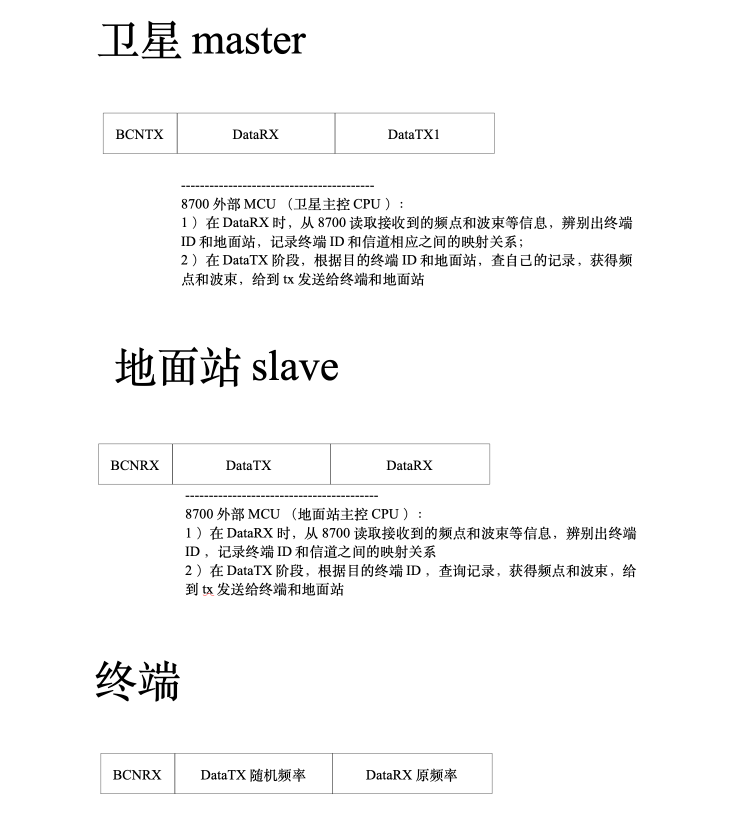 卫星 master
BCNTX DataRX DataTX1
-----------------------------------------
8700 外部 MCU （卫星主控 CPU ）：
1 ）在 DataRX 时，从 8700 读取接收到的频点和波束等信息，辨别出终端
ID 和地面站，记录终端 ID 和信道相应之间的映射关系；
2 ）在 DataTX 阶段，根据目的终端 ID 和地面站，查自己的记录，获得频
点和波束，给到 tx 发送给终端和地面站
地面站 slave
BCNRX DataTX DataRX
-----------------------------------------
8700 外部 MCU （地面站主控 CPU ）：
1 ）在 DataRX 时，从 8700 读取接收到的频点和波束等信息，辨别出终端
ID ，记录终端 ID 和信道之间的映射关系
2 ）在 DataTX 阶段，根据目的终端 ID ，查询记录，获得频点和波束，给
到 tx 发送给终端和地面站
终端
BCNRX DataTX 随机频率 DataRX 原频率